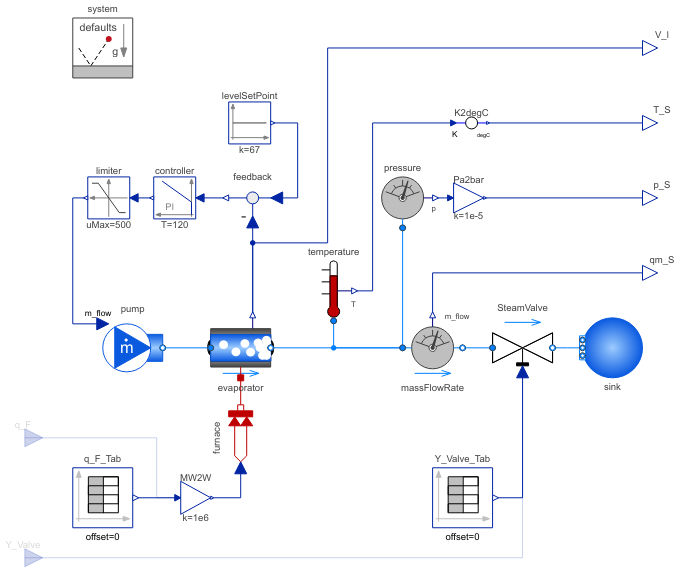 system
defaults
g
V_l
levelSetPoint
k=67
K2degC
K
degC
T_S
limiter
uMax=500
controller
PI
T=120
feedback
pressure
p
Pa2bar
k=1e-5
p_S
temperature
T
qm_S
m_flow
pump
ṁ
evaporator
m_flow
massFlowRate
SteamValve
sink
furnace
q_F
q_F_Tab
offset=0
MW2W
k=1e6
Y_Valve_Tab
offset=0
Y_Valve